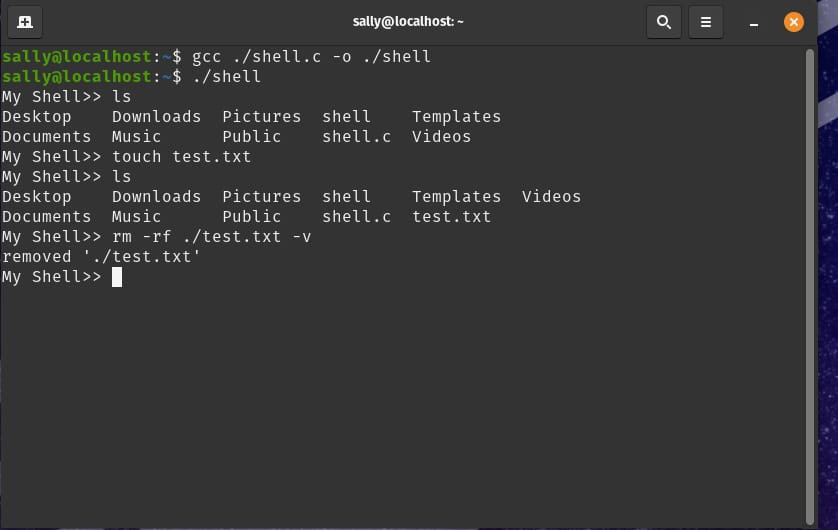 sally@localhost: ~
sally@localhost:~$ gcc ./shell.c -o ./shell
sally@localhost:~$ ./shell
My Shell>> ls
Desktop    Downloads  Pictures  shell    Templates
Documents  Music      Public    shell.c  Videos
My Shell>> touch test.txt
My Shell>> ls
Desktop    Downloads  Pictures  shell    Templates  Videos
Documents  Music      Public    shell.c  test.txt
My Shell>> rm -rf ./test.txt -v
removed './test.txt'
My Shell>>